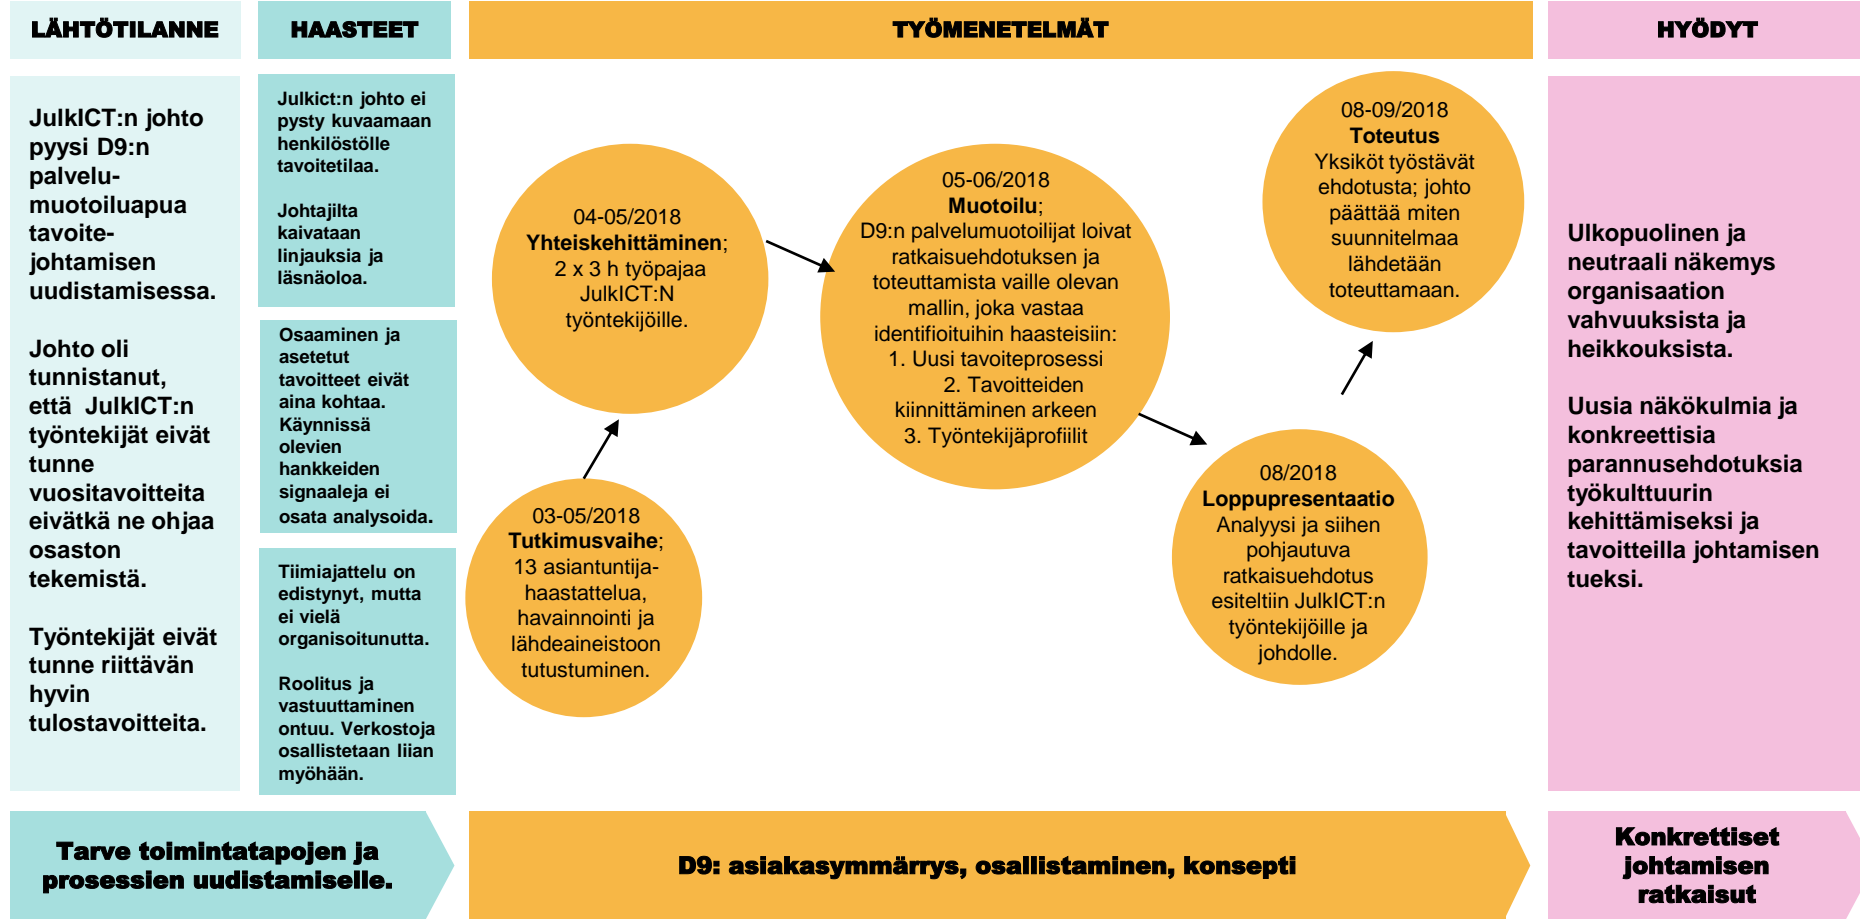 LÄHTÖTILANNE
JulkICT:n johto
pyysi D9:n
palvelu-
muotoiluapua
tavoite-
johtamisen
uudistamisessa.
Johto oli
tunnistanut,
että JulkICT:n
työntekijät eivät
tunne
vuositavoitteita
eivätkä ne ohjaa
osaston
tekemistä.
Työntekijät eivät
tunne riittävän
hyvin
tulostavoitteita.
HAASTEET
Julkict:n johto ei
pysty kuvaamaan
henkilöstölle
tavoitetilaa.
Johtajilta
kaivataan
linjauksia ja
läsnäoloa.
Osaaminen ja
asetetut
tavoitteet eivät
aina kohtaa.
Käynnissä
olevien
hankkeiden
signaaleja ei
osata analysoida.
Tiimiajattelu on
edistynyt, mutta
ei vielä
organisoitunutta.
Roolitus ja
vastuuttaminen
ontuu. Verkostoja
osallistetaan liian
myöhään.
TYÖMENETELMÄT
03-05/2018
Tutkimusvaihe;
13 asiantuntija-
haastattelua,
havainnointi ja
lähdeaineistoon
tutustuminen.
04-05/2018
Yhteiskehittäminen;
2 x 3 h työpajaa
JulkICT:N
työntekijöille.
05-06/2018
Muotoilu;
D9:n palvelumuotoilijat loivat
ratkaisuehdotuksen ja
toteuttamista vaille olevan
mallin, joka vastaa
identifioituihin haasteisiin:
1. Uusi tavoiteprosessi
2. Tavoitteiden
kiinnittäminen arkeen
3. Työntekijäprofiilit
08/2018
Loppupresentaatio
Analyysi ja siihen
pohjautuva
ratkaisuehdotus
esiteltiin JulkICT:n
työntekijöille ja
johdolle.
08-09/2018
Toteutus
Yksiköt työstävät
ehdotusta; johto
päättää miten
suunnitelmaa
lähdetään
toteuttamaan.
HYÖDYT
Ulkopuolinen ja
neutraali näkemys
organisaation
vahvuuksista ja
heikkouksista.
Uusia näkökulmia ja
konkreettisia
parannusehdotuksia
työkulttuurin
kehittämiseksi ja
tavoitteilla johtamisen
tueksi.
Tarve toimintatapojen ja
prosessien uudistamiselle.
D9: asiakasymmärrys, osallistaminen, konsepti
Konkrettiset
johtamisen
ratkaisut